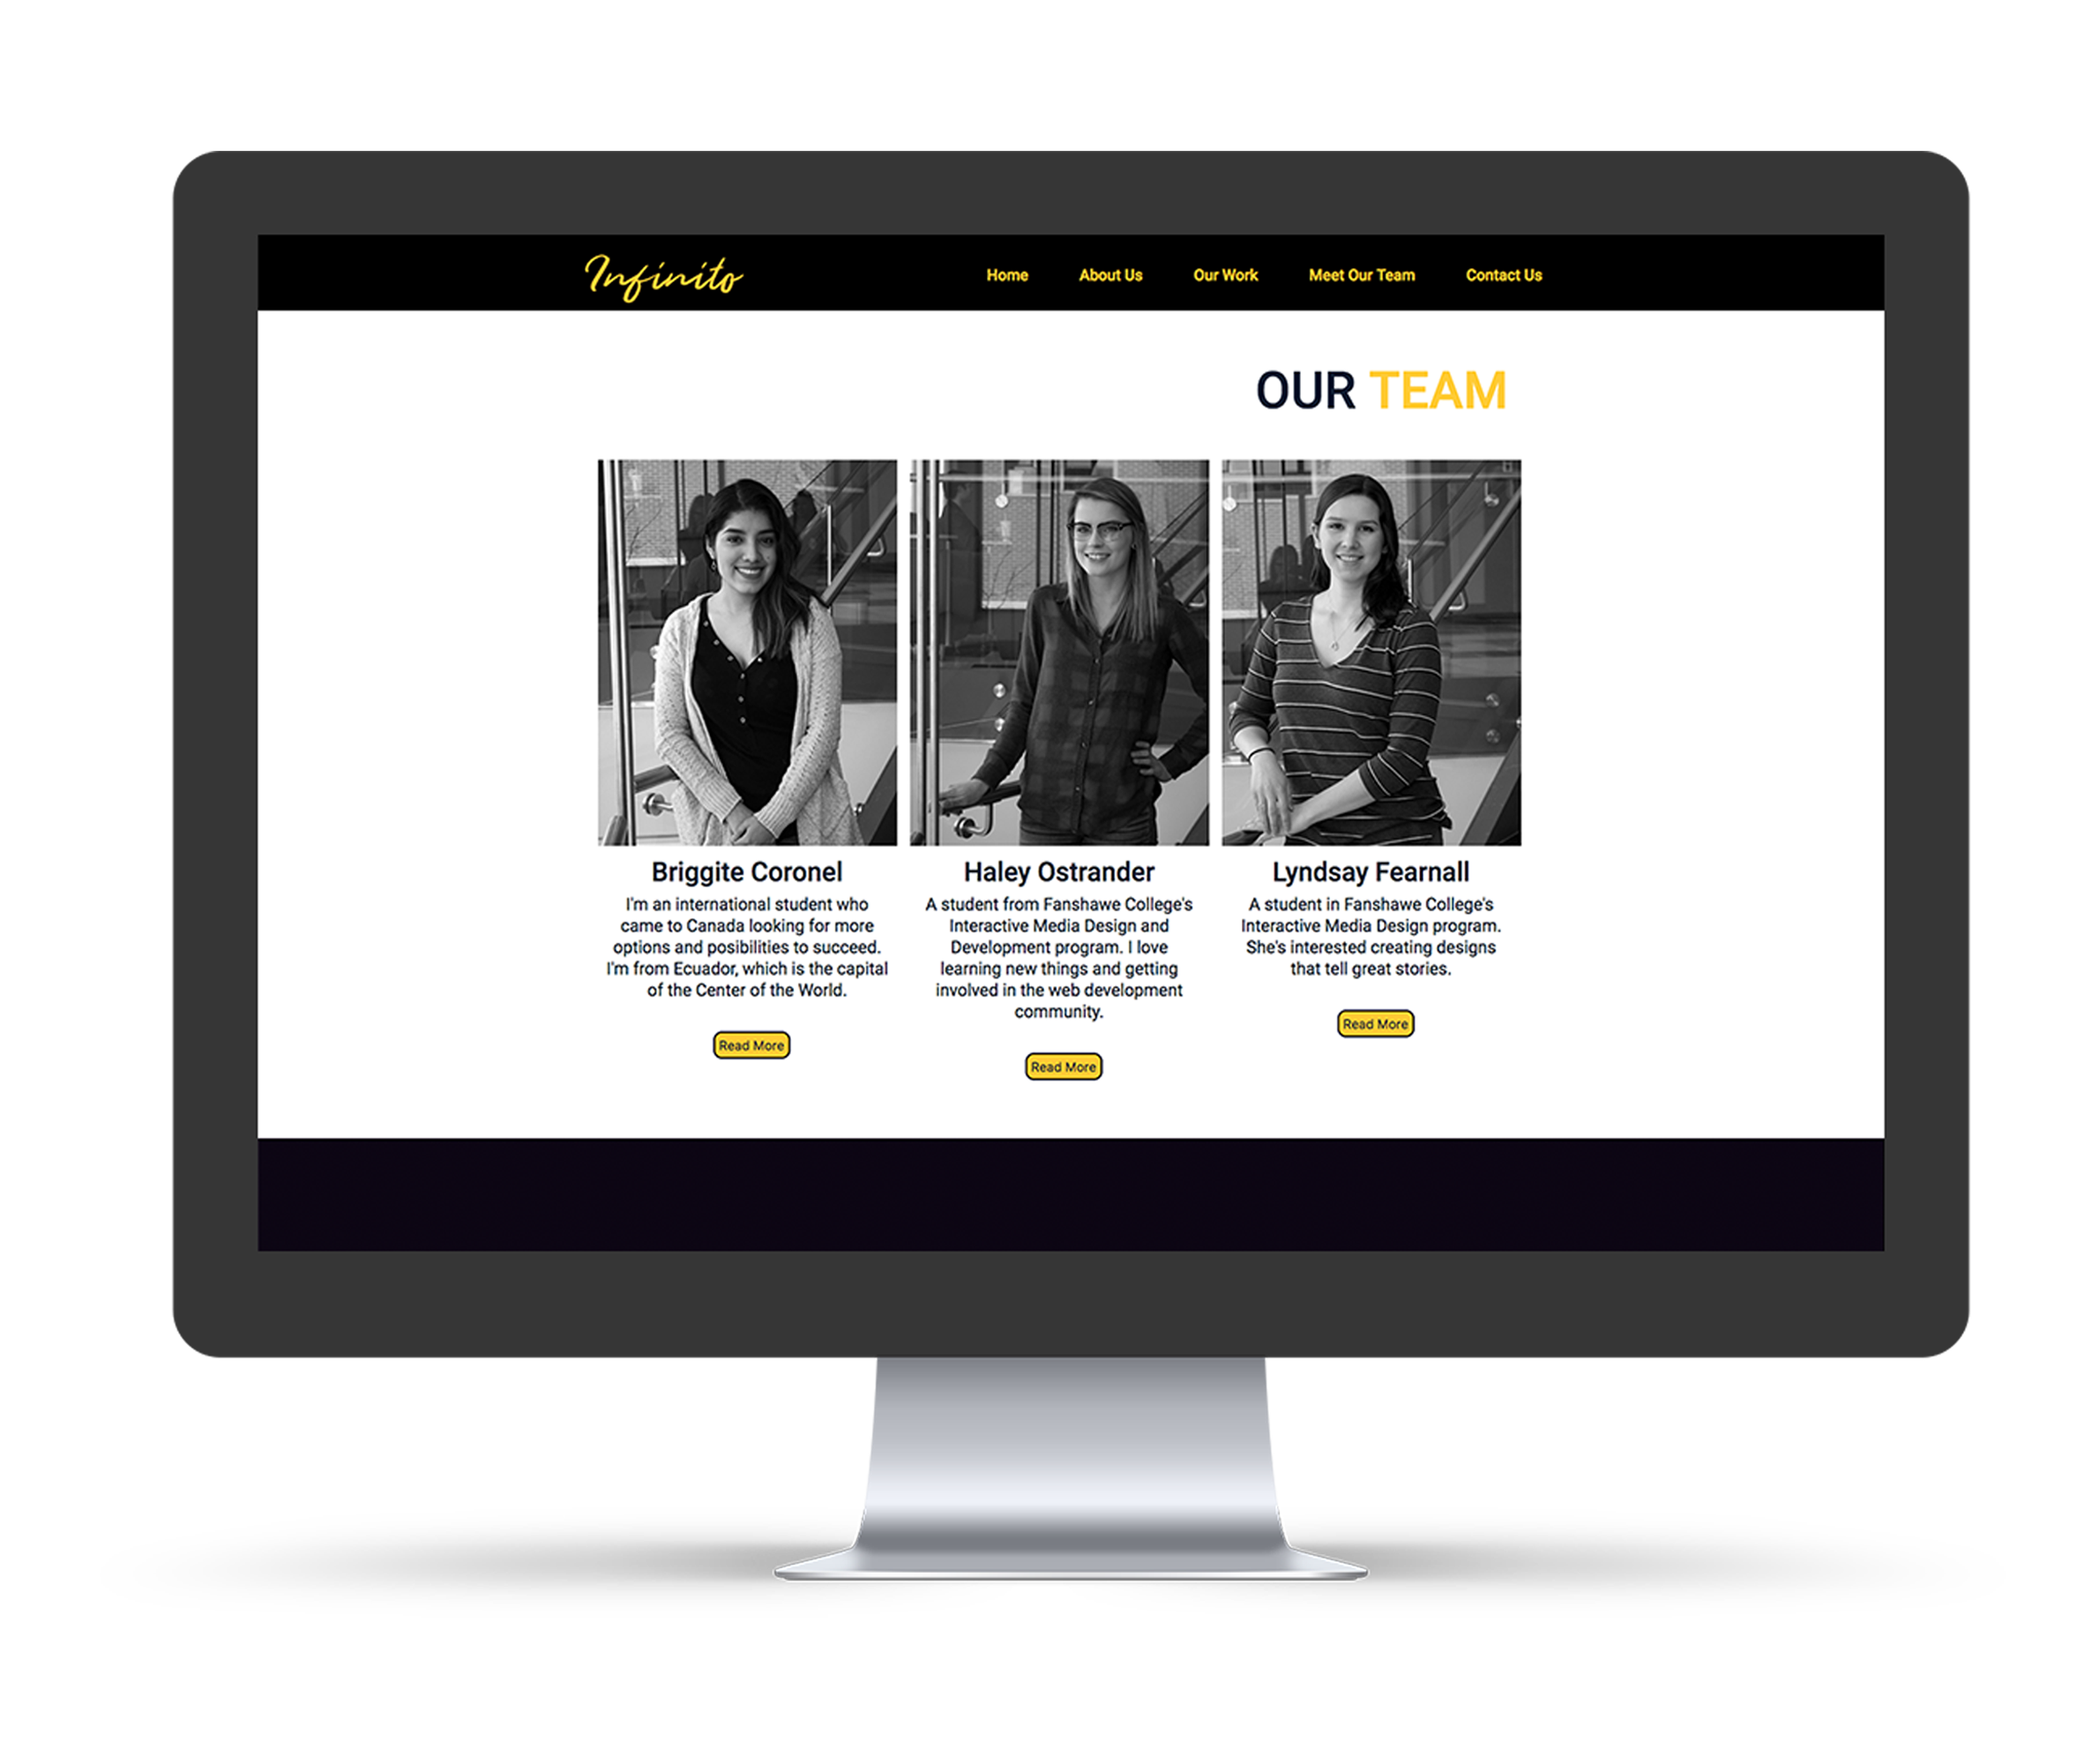 Infinito
Home About Us Our Work Meet Our Team Contact Us
OUR TEAM
Briggite Coronel
I'm an international student who
came to Canada looking for more
options and posibilities to succeed.
I'm from Ecuador, which is the capital
of the Center of the World.
Read More
Haley Ostrander
A student from Fanshawe College's
Interactive Media Design and
Development program. I love
learning new things and getting
involved in the web development
community.
Read More
Lyndsay Fearnall
A student in Fanshawe College's
Interactive Media Design program.
She's interested creating designs
that tell great stories.
Read More